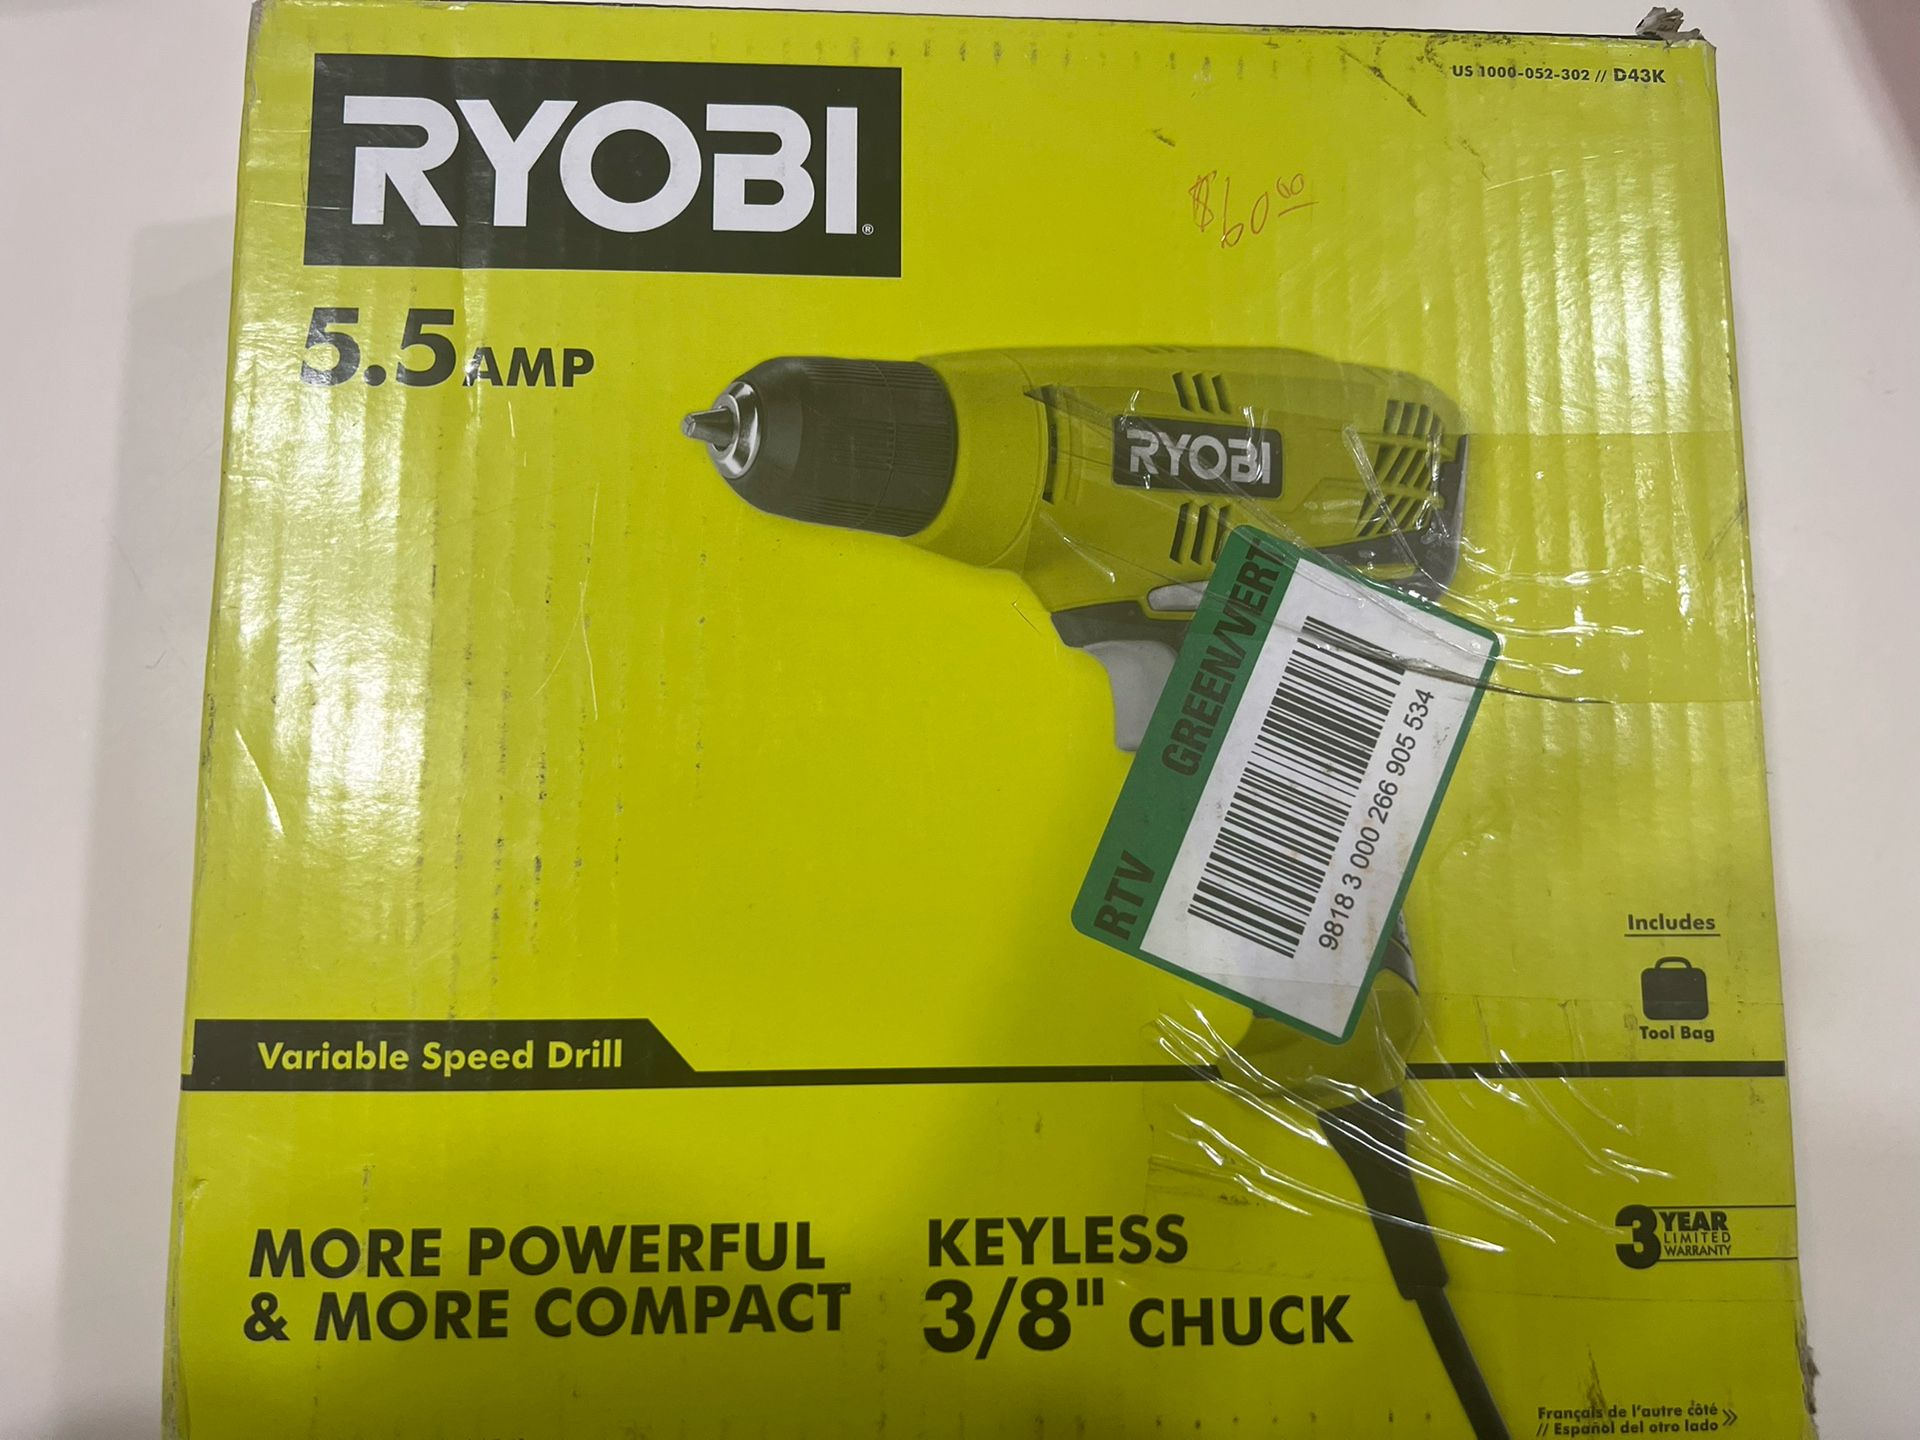 RYOBI®
US 1000-052-302 // D43K
$60.00
5.5 AMP
RYOBI
RTV GREEN/VERT
9818 3 000 266 905 534
Includes
Tool Bag
Variable Speed Drill
MORE POWERFUL
& MORE COMPACT
KEYLESS
3/8" CHUCK
3 YEAR
LIMITED
WARRANTY
Français de l'autre côté
// Español del otro lado »